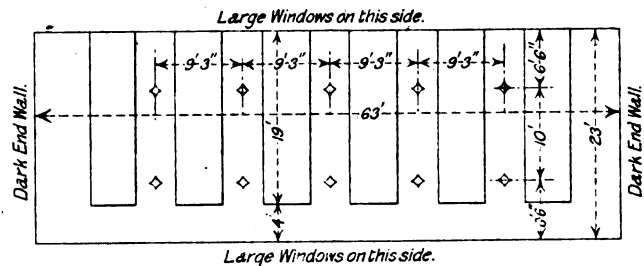 Large Windows on this side.
9'-3" 9'-3" 9'-3" 9'-3"
6'-6"
Dark End Wall.
63'
19'
10'
23'
Dark End Wall.
4'
6'-6"
Large Windows on this side.